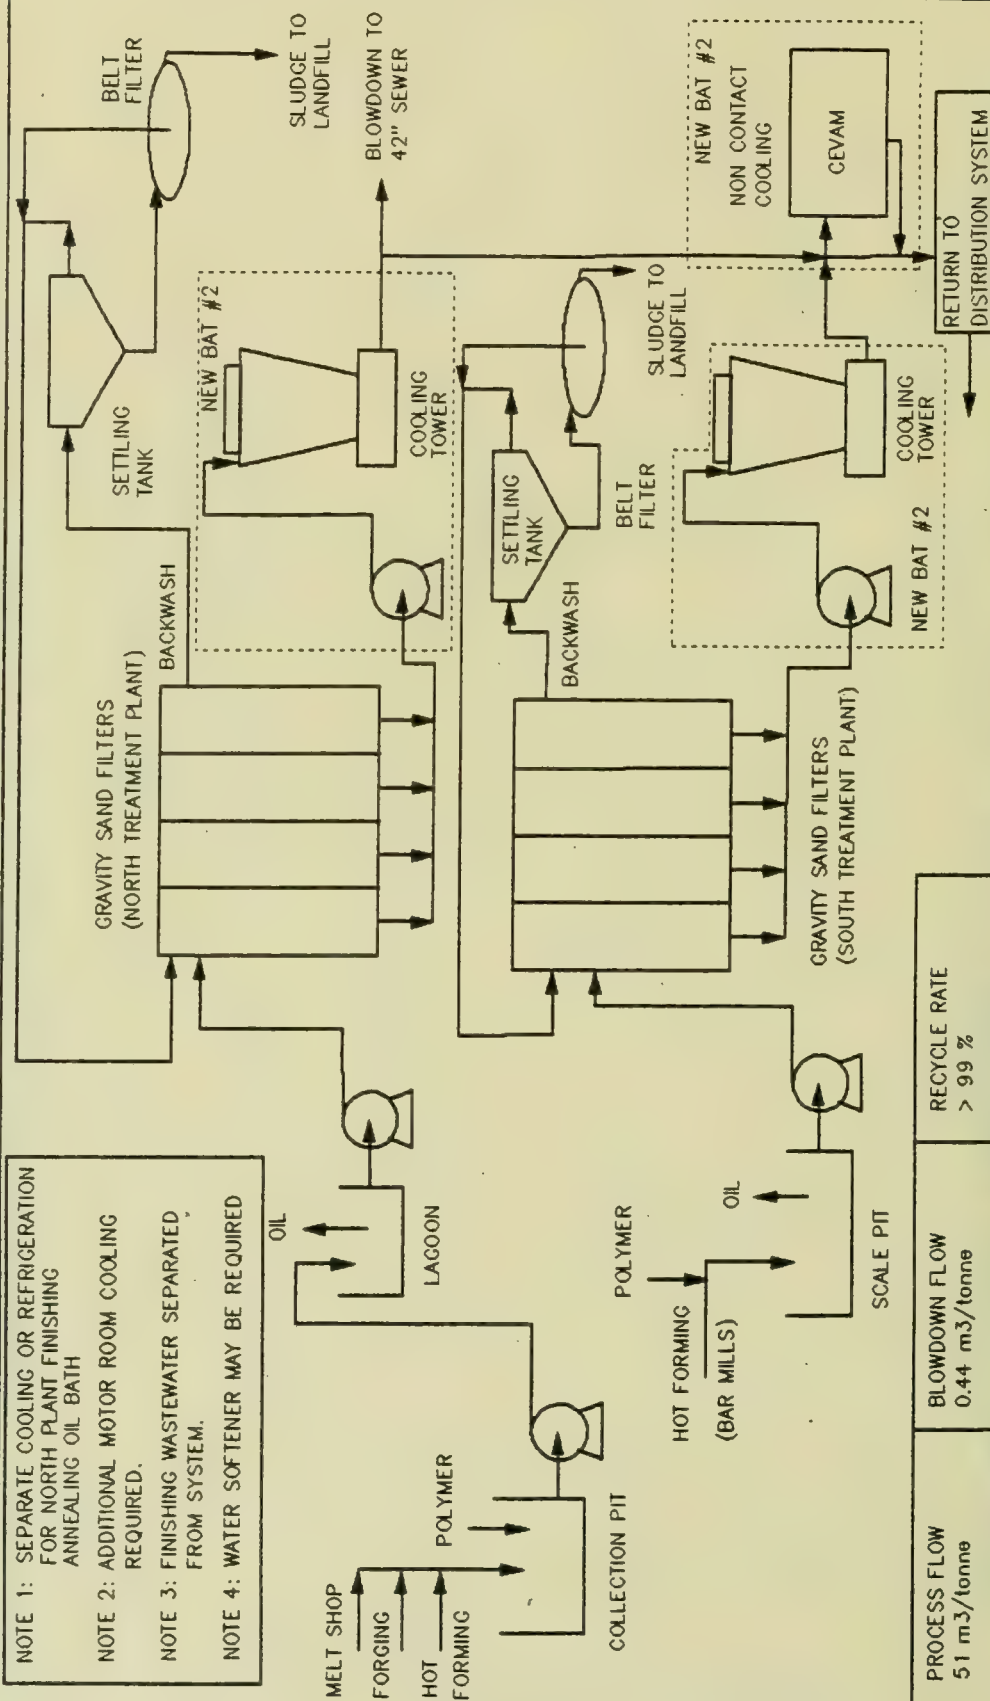 NOTE 1: SEPARATE COOLING OR REFRIGERATION
FOR NORTH PLANT FINISHING
ANNEALING OIL BATH
NOTE 2: ADDITIONAL MOTOR ROOM COOLING
REQUIRED.
NOTE 3: FINISHING WASTEWATER SEPARATED
FROM SYSTEM.
NOTE 4: WATER SOFTENER MAY BE REQUIRED
MELT SHOP
FORGING
HOT
FORMING
POLYMER
COLLECTION PIT
OIL
LAGOON
GRAVITY SAND FILTERS
(NORTH TREATMENT PLANT)
BACKWASH
SETTLING
TANK
BELT
FILTER
SLUDGE TO
LANDFILL
NEW BAT #2
COOLING
TOWER
BLOWDOWN TO
42" SEWER
HOT FORMING
(BAR MILLS)
POLYMER
OIL
SCALE PIT
GRAVITY SAND FILTERS
(SOUTH TREATMENT PLANT)
BACKWASH
SETTLING
TANK
BELT
FILTER
SLUDGE TO
LANDFILL
NEW BAT #2
COOLING
TOWER
NEW BAT #2
NON CONTACT
COOLING
CEVAM
RETURN TO
DISTRIBUTION SYSTEM
PROCESS FLOW
51 m3/tonne
BLOWDOWN FLOW
0.44 m3/tonne
RECYCLE RATE
> 99 %